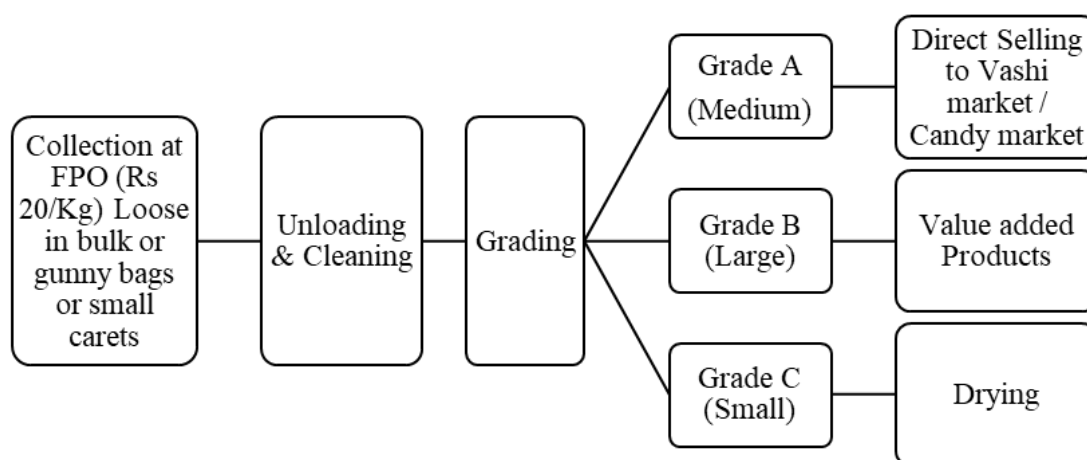 Collection at
FPO (Rs
20/Kg) Loose
in bulk or
gunny bags
or small
carets
Unloading
& Cleaning
Grading
Grade A
(Medium)
Direct Selling
to Vashi
market /
Candy market
Grade B
(Large)
Value added
Products
Grade C
(Small)
Drying